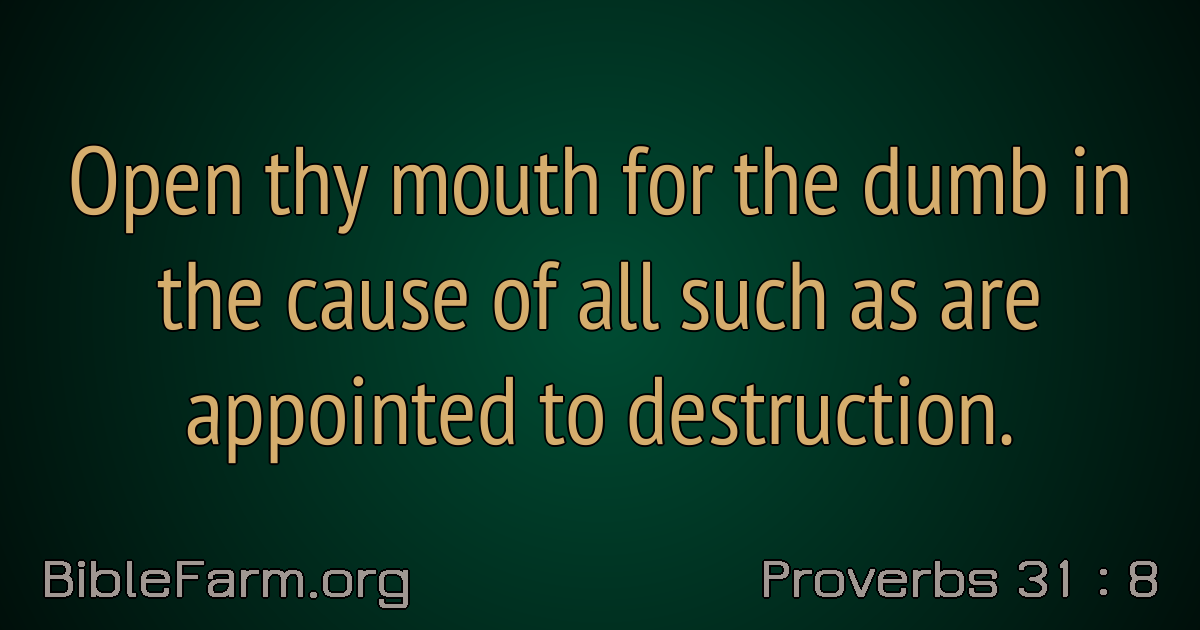 Open thy mouth for the dumb in
the cause of all such as are
appointed to destruction.
BibleFarm.org
Proverbs 31 : 8